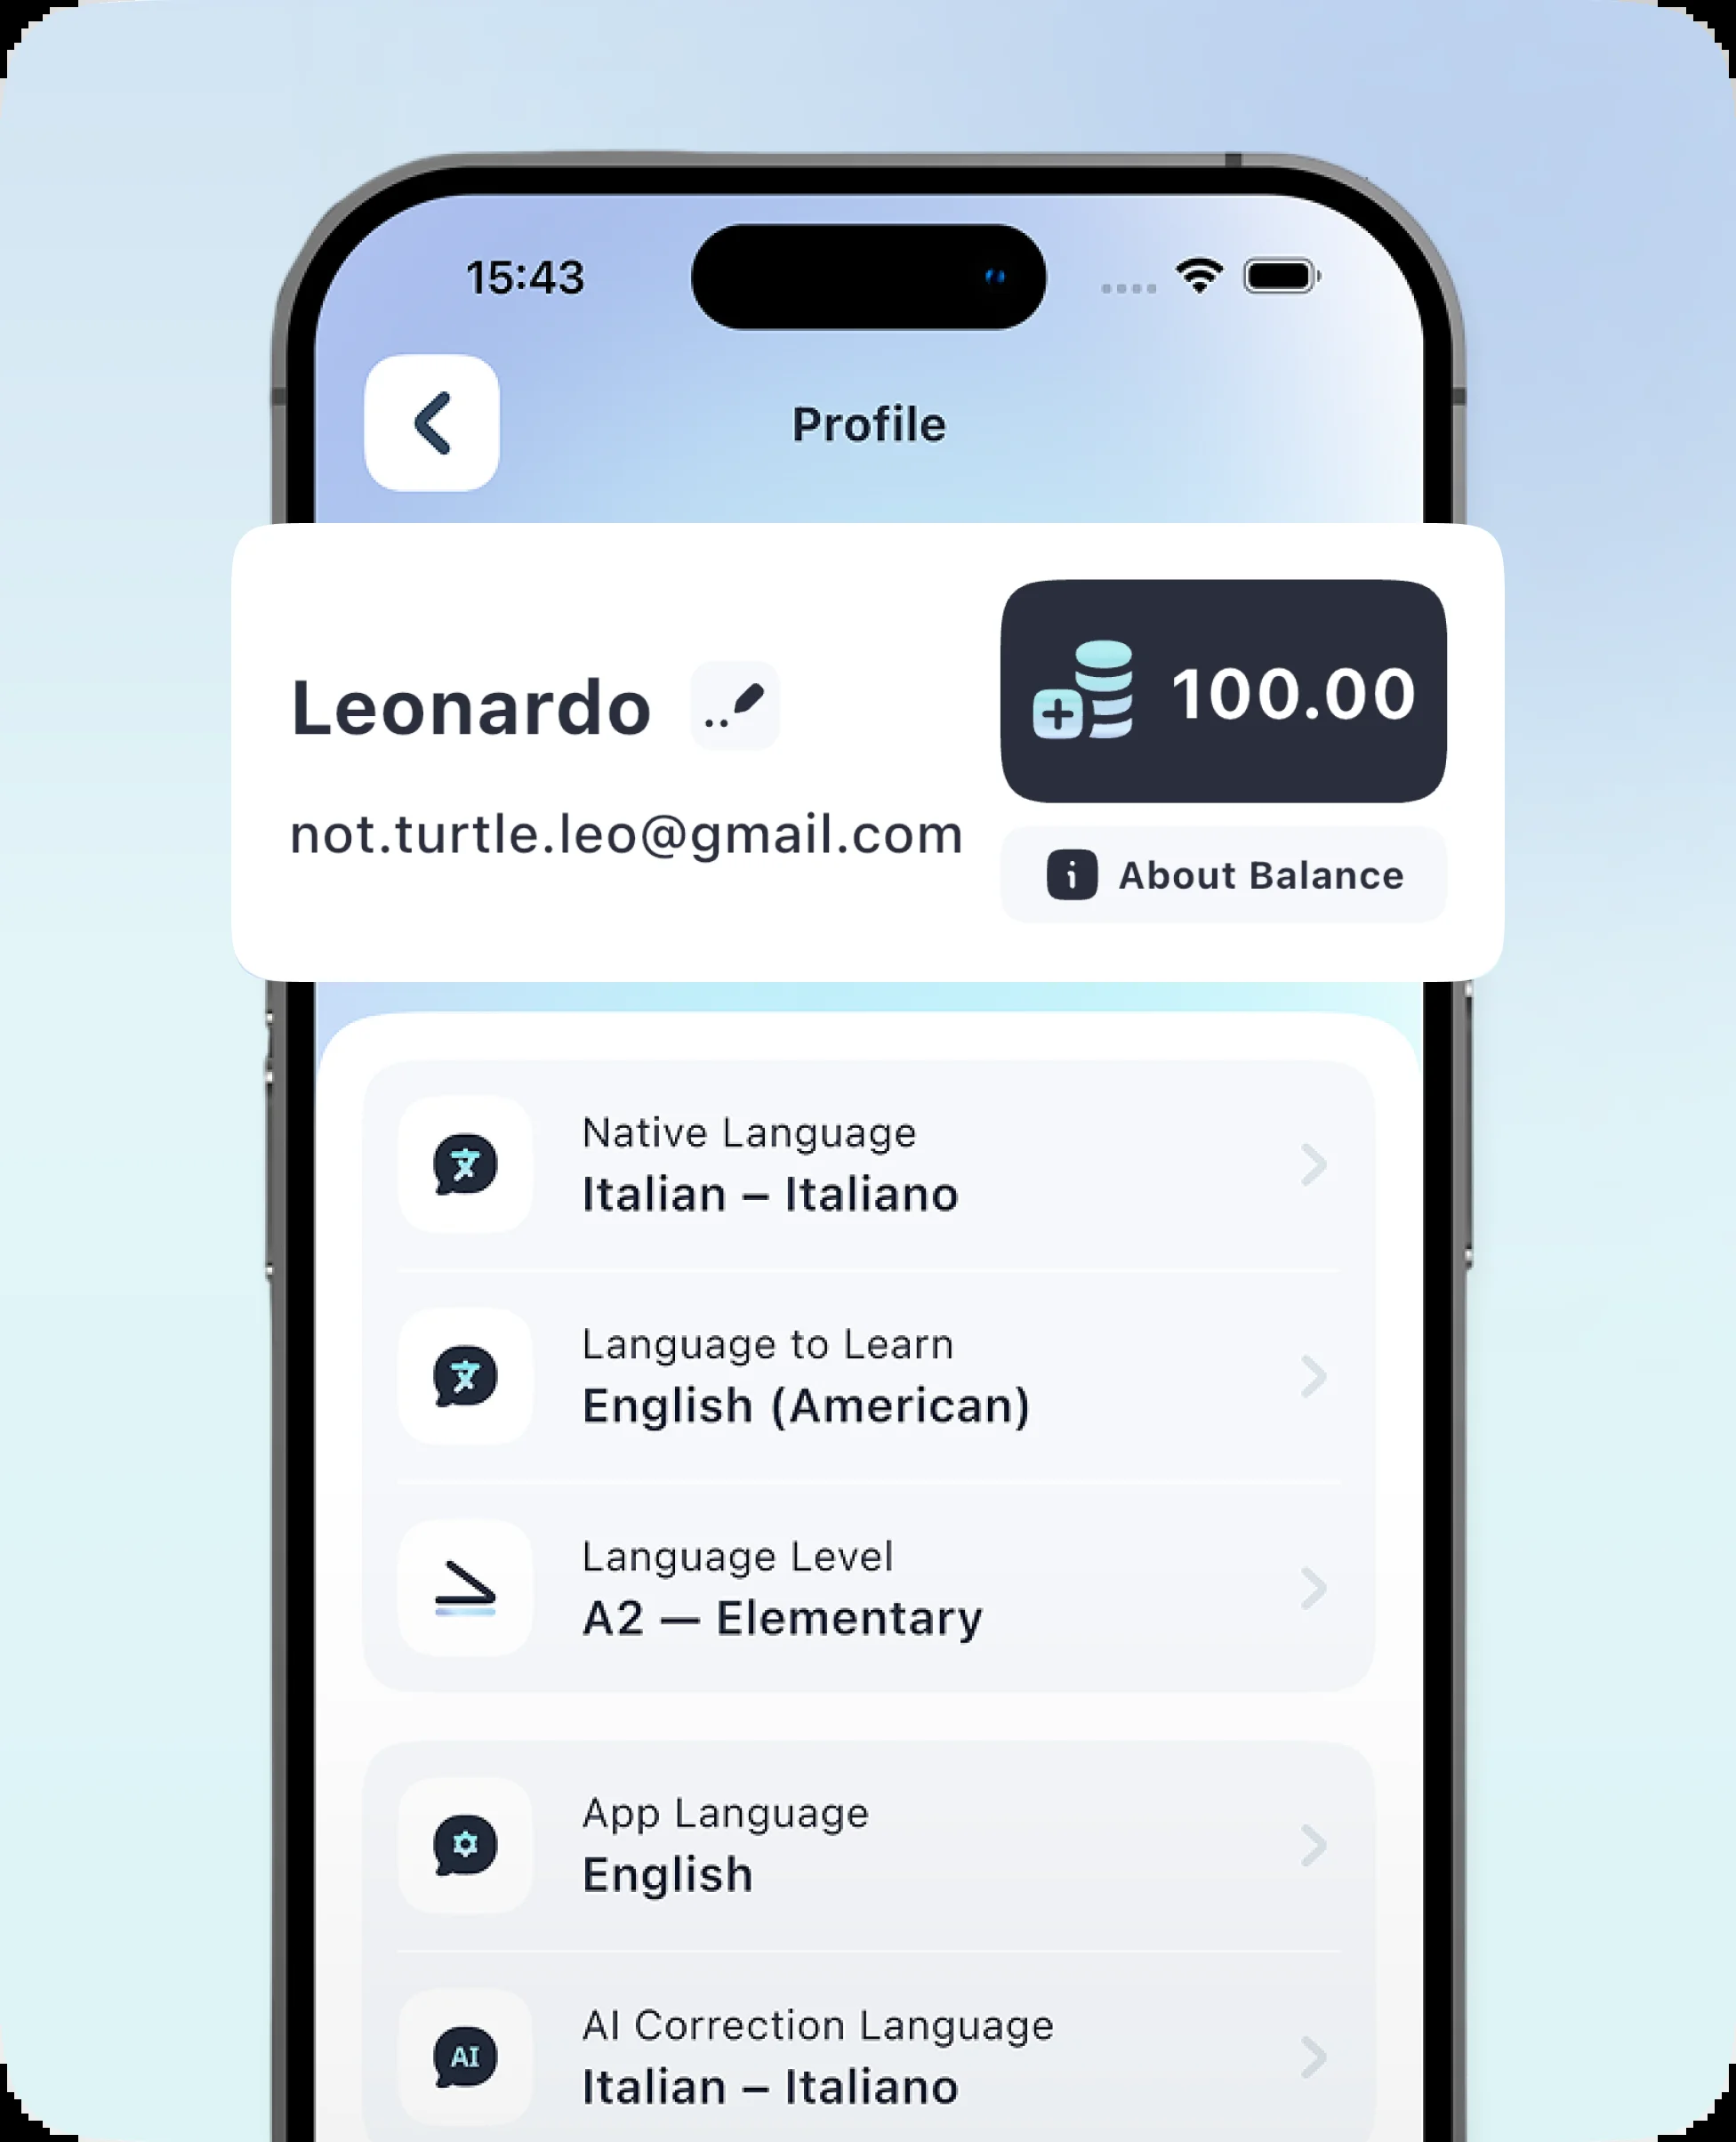 15:43
Profile
Leonardo
100.00
not.turtle.leo@gmail.com
About Balance
Native Language
Italian – Italiano
Language to Learn
English (American)
Language Level
A2 — Elementary
App Language
English
AI Correction Language
AI
Italian – Italiano